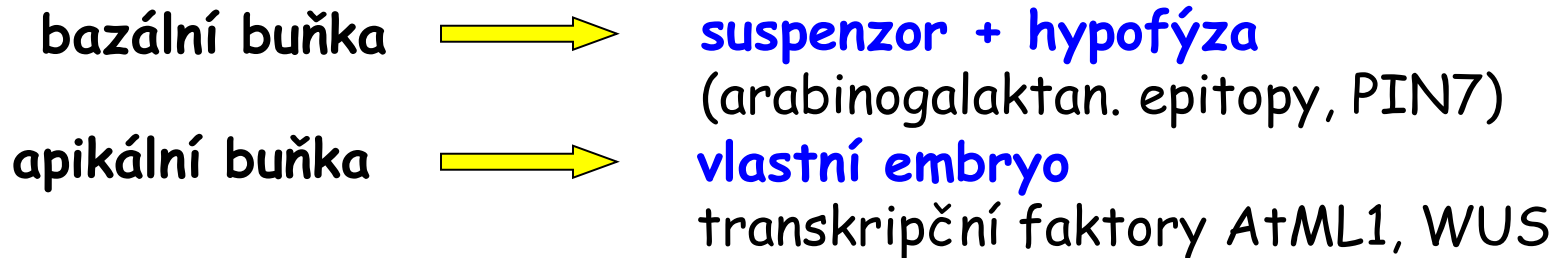 bazální buňka suspenzor + hypofýza
(arabinogalaktan. epitopy, PIN7)
apikální buňka vlastní embryo
transkripční faktory AtML1, WUS